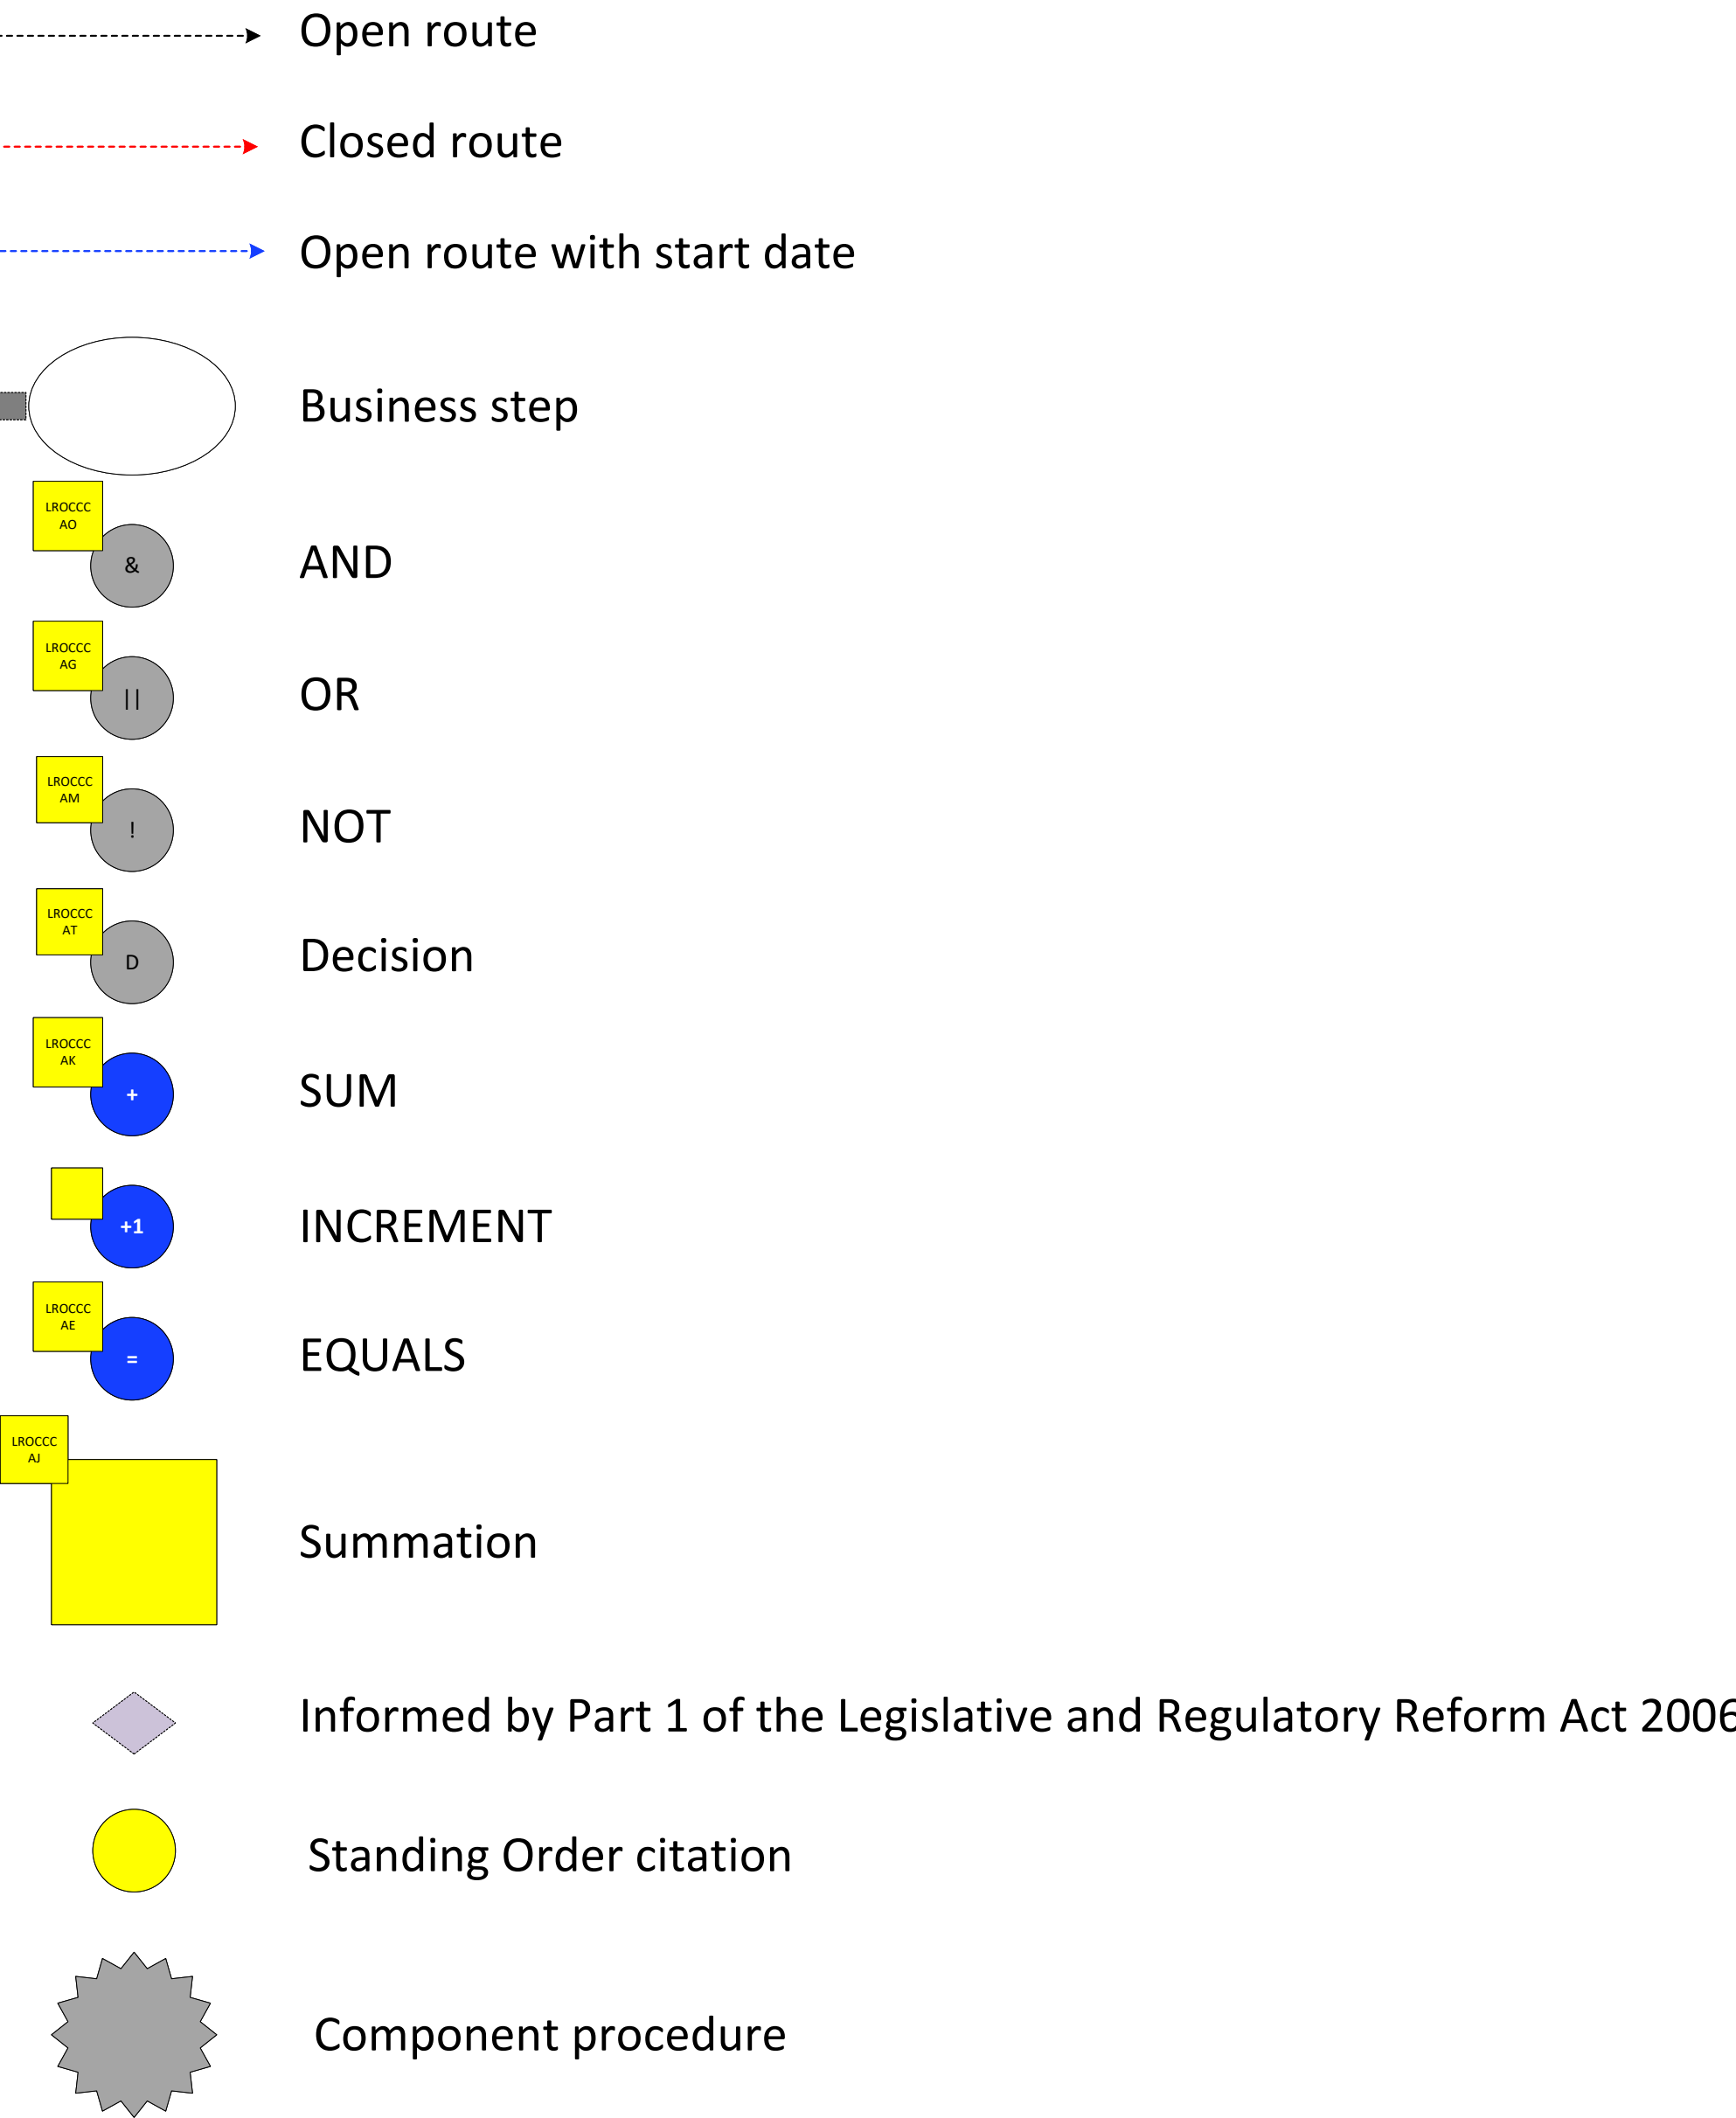 Open route
Closed route
Open route with start date
Business step
LROCCC
AO
&
AND
LROCCC
AG
||
OR
LROCCC
AM
!
NOT
LROCCC
AT
D
Decision
LROCCC
AK
+
SUM
+1
INCREMENT
LROCCC
AE
=
EQUALS
LROCCC
AJ
Summation
Informed by Part 1 of the Legislative and Regulatory Reform Act 2006
Standing Order citation
Component procedure